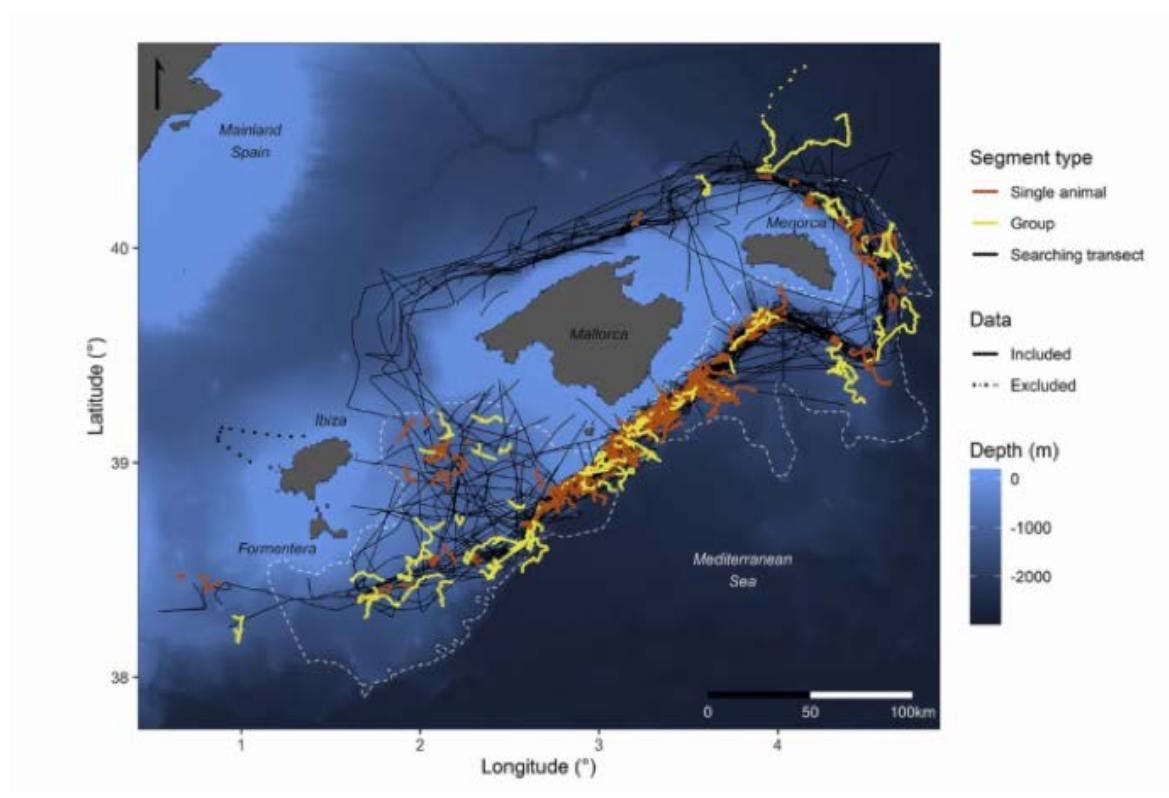 Mainland
Spain
Menorca
Mallorca
Ibiza
Formentera
Mediterranean
Sea
40
39
38
Latitude (°)
1
2
3
4
Longitude (°)
0
50
100km
Segment type
Single animal
Group
Searching transect
Data
Included
Excluded
Depth (m)
0
-1000
-2000